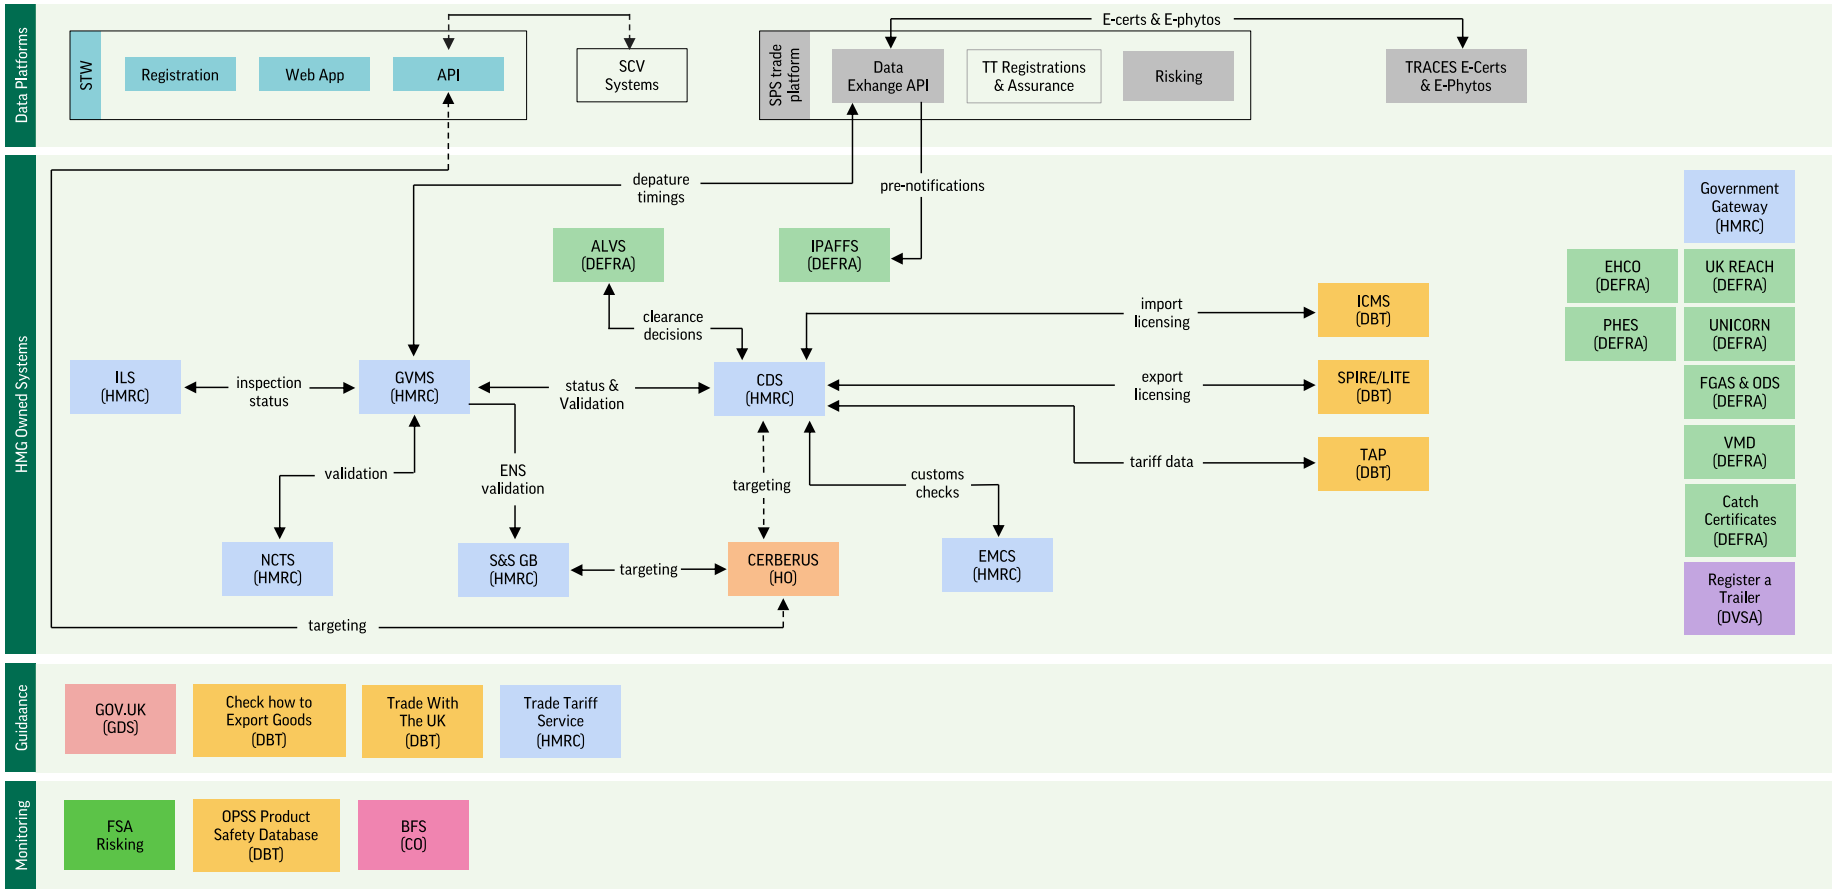 Data Platforms
STW
Registration
Web App
API
SCV
Systems
SPS trade
platform
Data
Exhange API
TT Registrations
& Assurance
Risking
E-certs & E-phytos
TRACES E-Certs
& E-Phytos
HMG Owned Systems
depature
timings
pre-notifications
Government
Gateway
(HMRC)
ALVS
(DEFRA)
IPAFFS
(DEFRA)
EHCO
(DEFRA)
UK REACH
(DEFRA)
clearance
decisions
import
licensing
ICMS
(DBT)
PHES
(DEFRA)
UNICORN
(DEFRA)
ILS
(HMRC)
inspection
status
GVMS
(HMRC)
status &
Validation
CDS
(HMRC)
export
licensing
SPIRE/LITE
(DBT)
FGAS & ODS
(DEFRA)
validation
ENS
validation
targeting
customs
checks
tariff data
TAP
(DBT)
VMD
(DEFRA)
Catch
Certificates
(DEFRA)
NCTS
(HMRC)
S&S GB
(HMRC)
targeting
CERBERUS
(HO)
EMCS
(HMRC)
Register a
Trailer
(DVSA)
targeting
Guidaance
GOV.UK
(GDS)
Check how to
Export Goods
(DBT)
Trade With
The UK
(DBT)
Trade Tariff
Service
(HMRC)
Monitoring
FSA
Risking
OPSS Product
Safety Database
(DBT)
BFS
(CO)